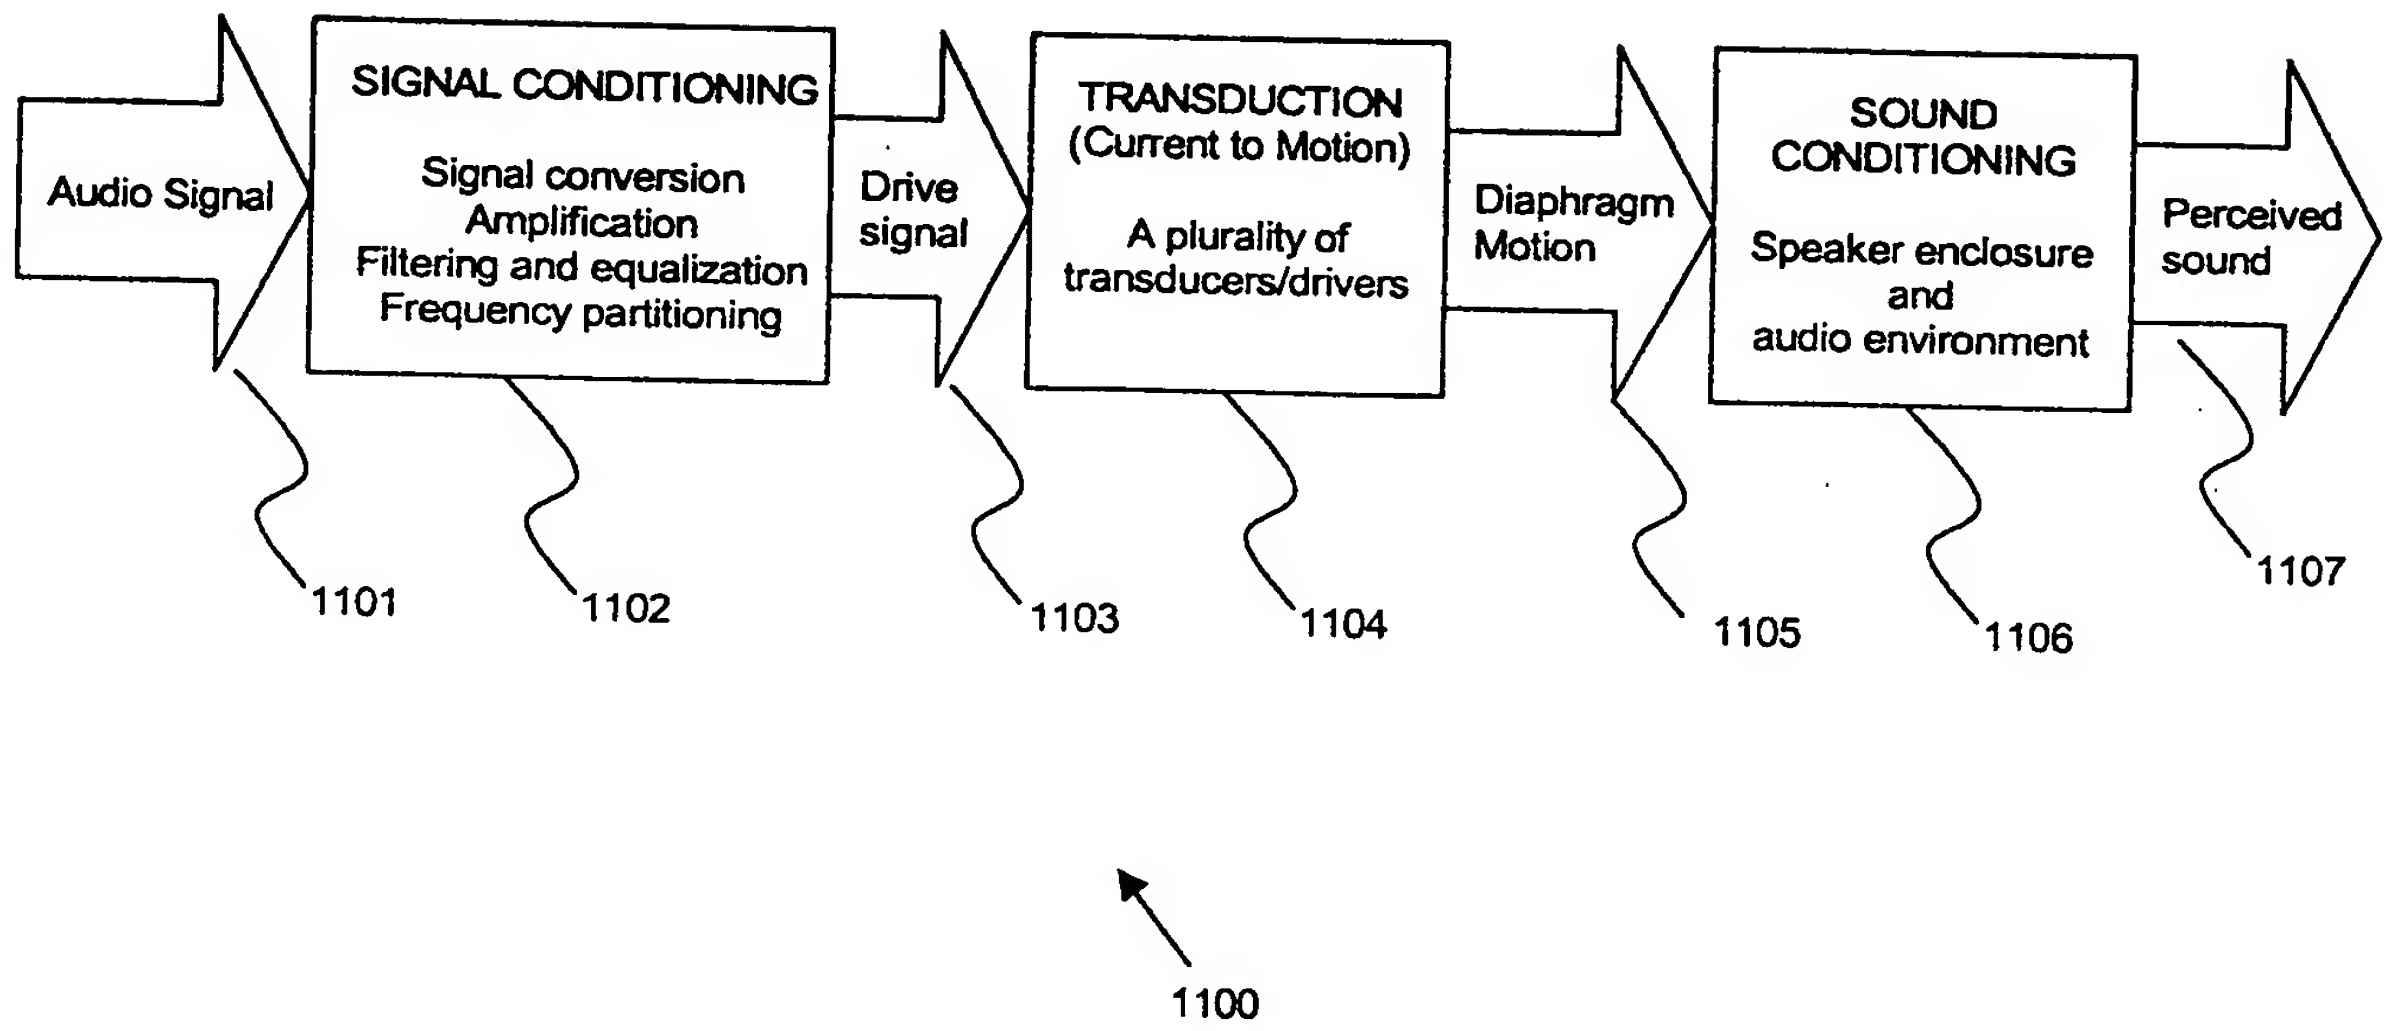 Audio Signal
SIGNAL CONDITIONING
Signal conversion
Amplification
Filtering and equalization
Frequency partitioning
Drive
signal
TRANSDUCTION
(Current to Motion)
A plurality of
transducers/drivers
Diaphragm
Motion
SOUND
CONDITIONING
Speaker enclosure
and
audio environment
Perceived
sound
1101
1102
1103
1104
1105
1106
1107
1100